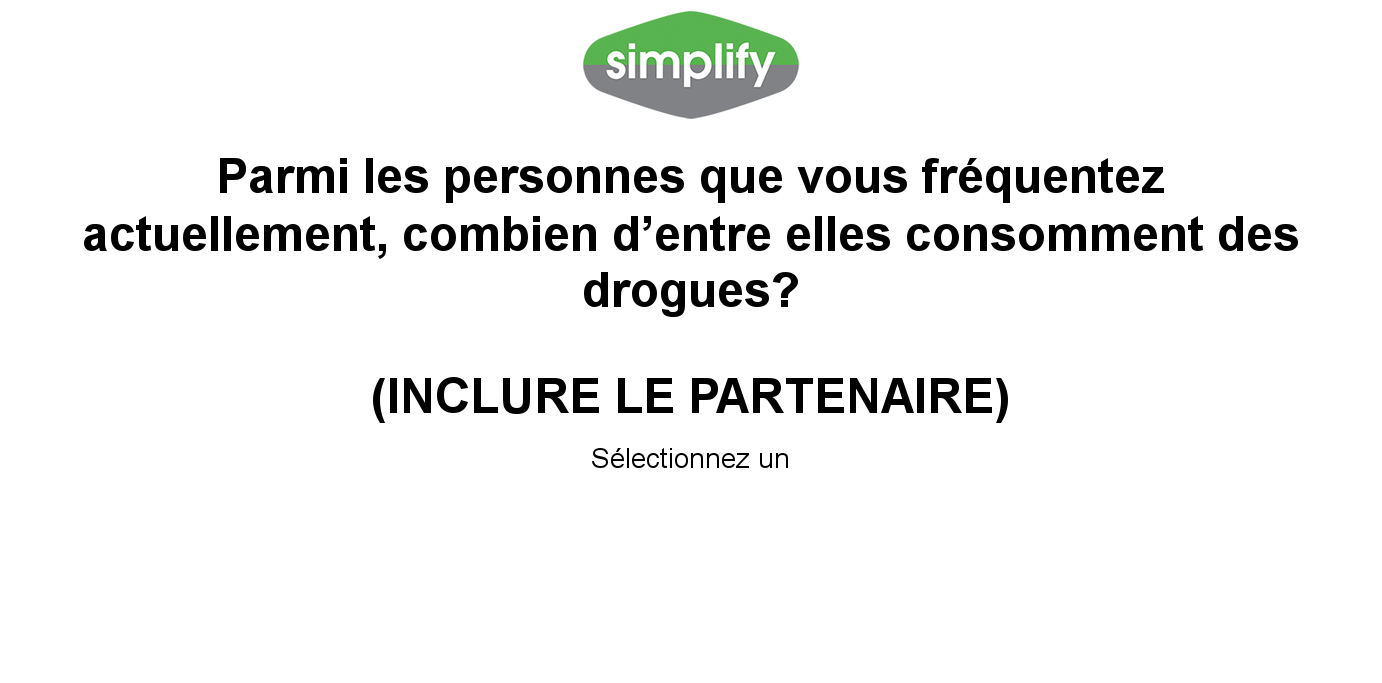 simplify
Parmi les personnes que vous fréquentez
actuellement, combien d’entre elles consomment des
drogues?
(INCLURE LE PARTENAIRE)
Sélectionnez un